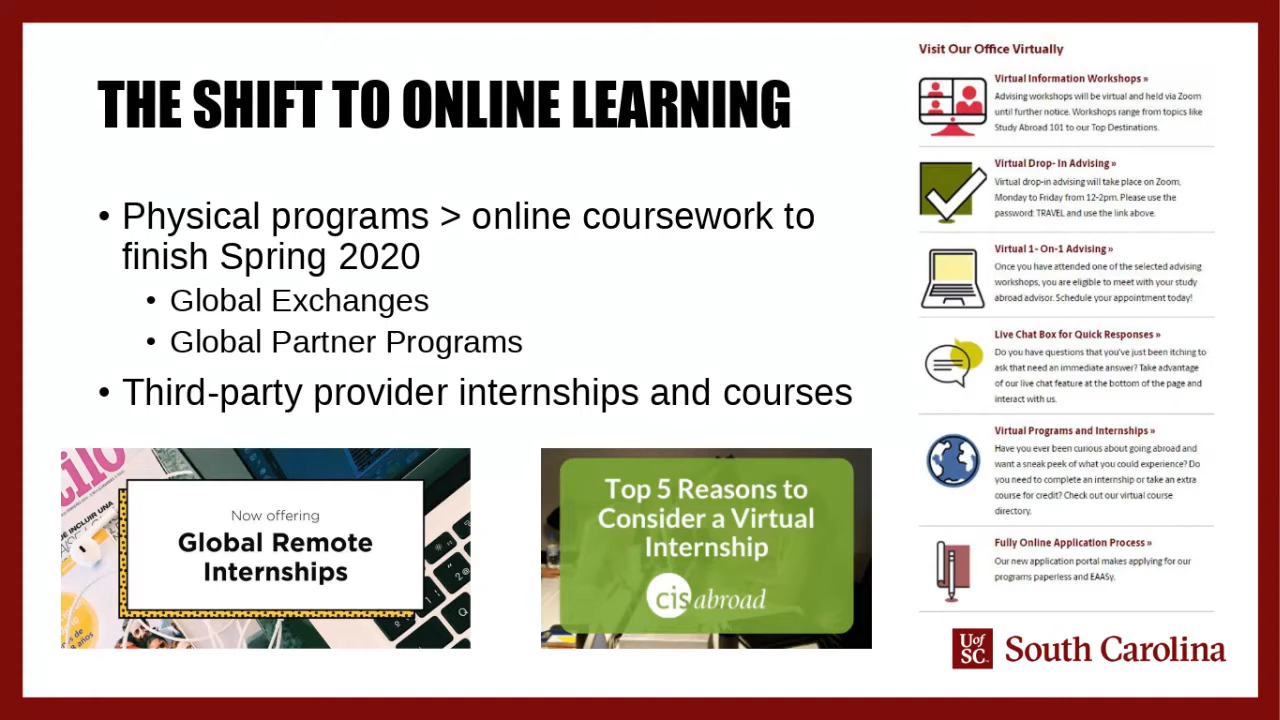 THE SHIFT TO ONLINE LEARNING
• Physical programs > online coursework to
finish Spring 2020
• Global Exchanges
• Global Partner Programs
• Third-party provider internships and courses
tilo
DE INCLUIR UNA
Now offering
Global Remote
Internships
Top 5 Reasons to
Consider a Virtual
Internship
cis abroad
Visit Our Office Virtually
Virtual Information Workshops »
Advising workshops will be virtual and held via Zoom
until further notice. Workshops range from topics like
Study Abroad 101 to our Top Destinations.
Virtual Drop- In Advising »
Virtual drop-in advising will take place on Zoom,
Monday to Friday from 12-2pm. Please use the
password: TRAVEL and use the link above.
Virtual 1- On-1 Advising »
Once you have attended one of the selected advising
workshops, you are eligible to meet with your study
abroad advisor. Schedule your appointment today!
Live Chat Box for Quick Responses »
Do you have questions that you've just been itching to
ask that need an immediate answer? Take advantage
of our live chat feature at the bottom of the page and
interact with us.
Virtual Programs and Internships »
Have you ever been curious about going abroad and
want a sneak peek of what you could experience? Do
you need to complete an internship or take an extra
course for credit? Check out our virtual course
directory.
Fully Online Application Process »
Our new application portal makes applying for our
programs paperless and EAASy.
UofSC South Carolina